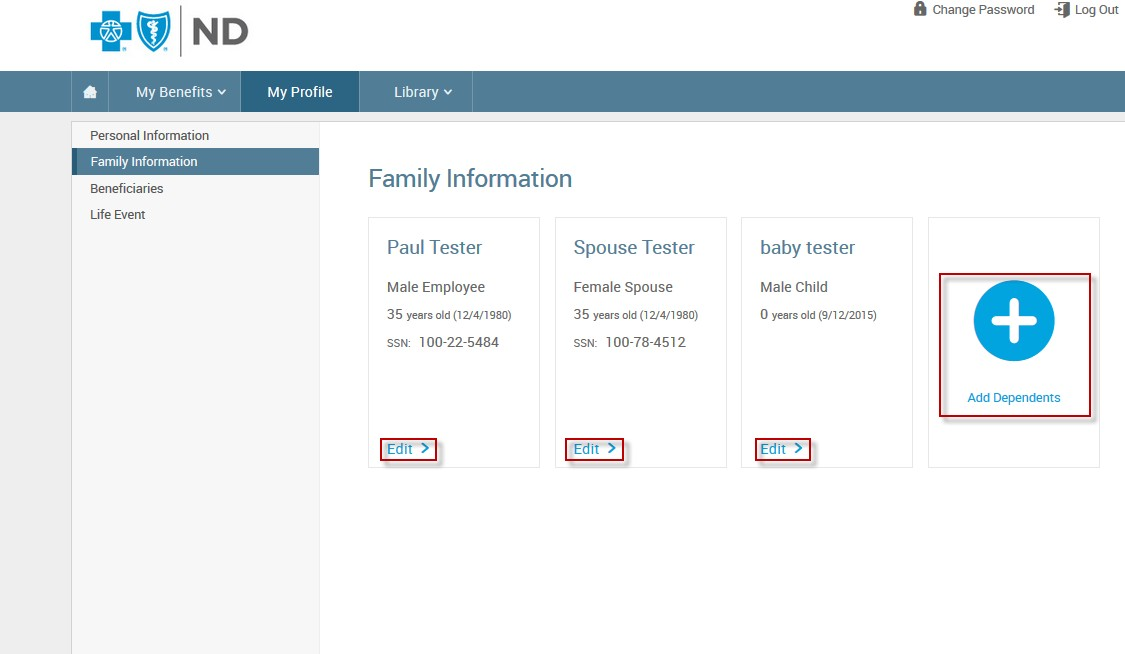 Change Password
Log Out
ND
My Benefits
My Profile
Library
Personal Information
Family Information
Beneficiaries
Life Event
Family Information
Paul Tester
Male Employee
35 years old (12/4/1980)
SSN: 100-22-5484
Edit
Spouse Tester
Female Spouse
35 years old (12/4/1980)
SSN: 100-78-4512
Edit
baby tester
Male Child
0 years old (9/12/2015)
Edit
Add Dependents